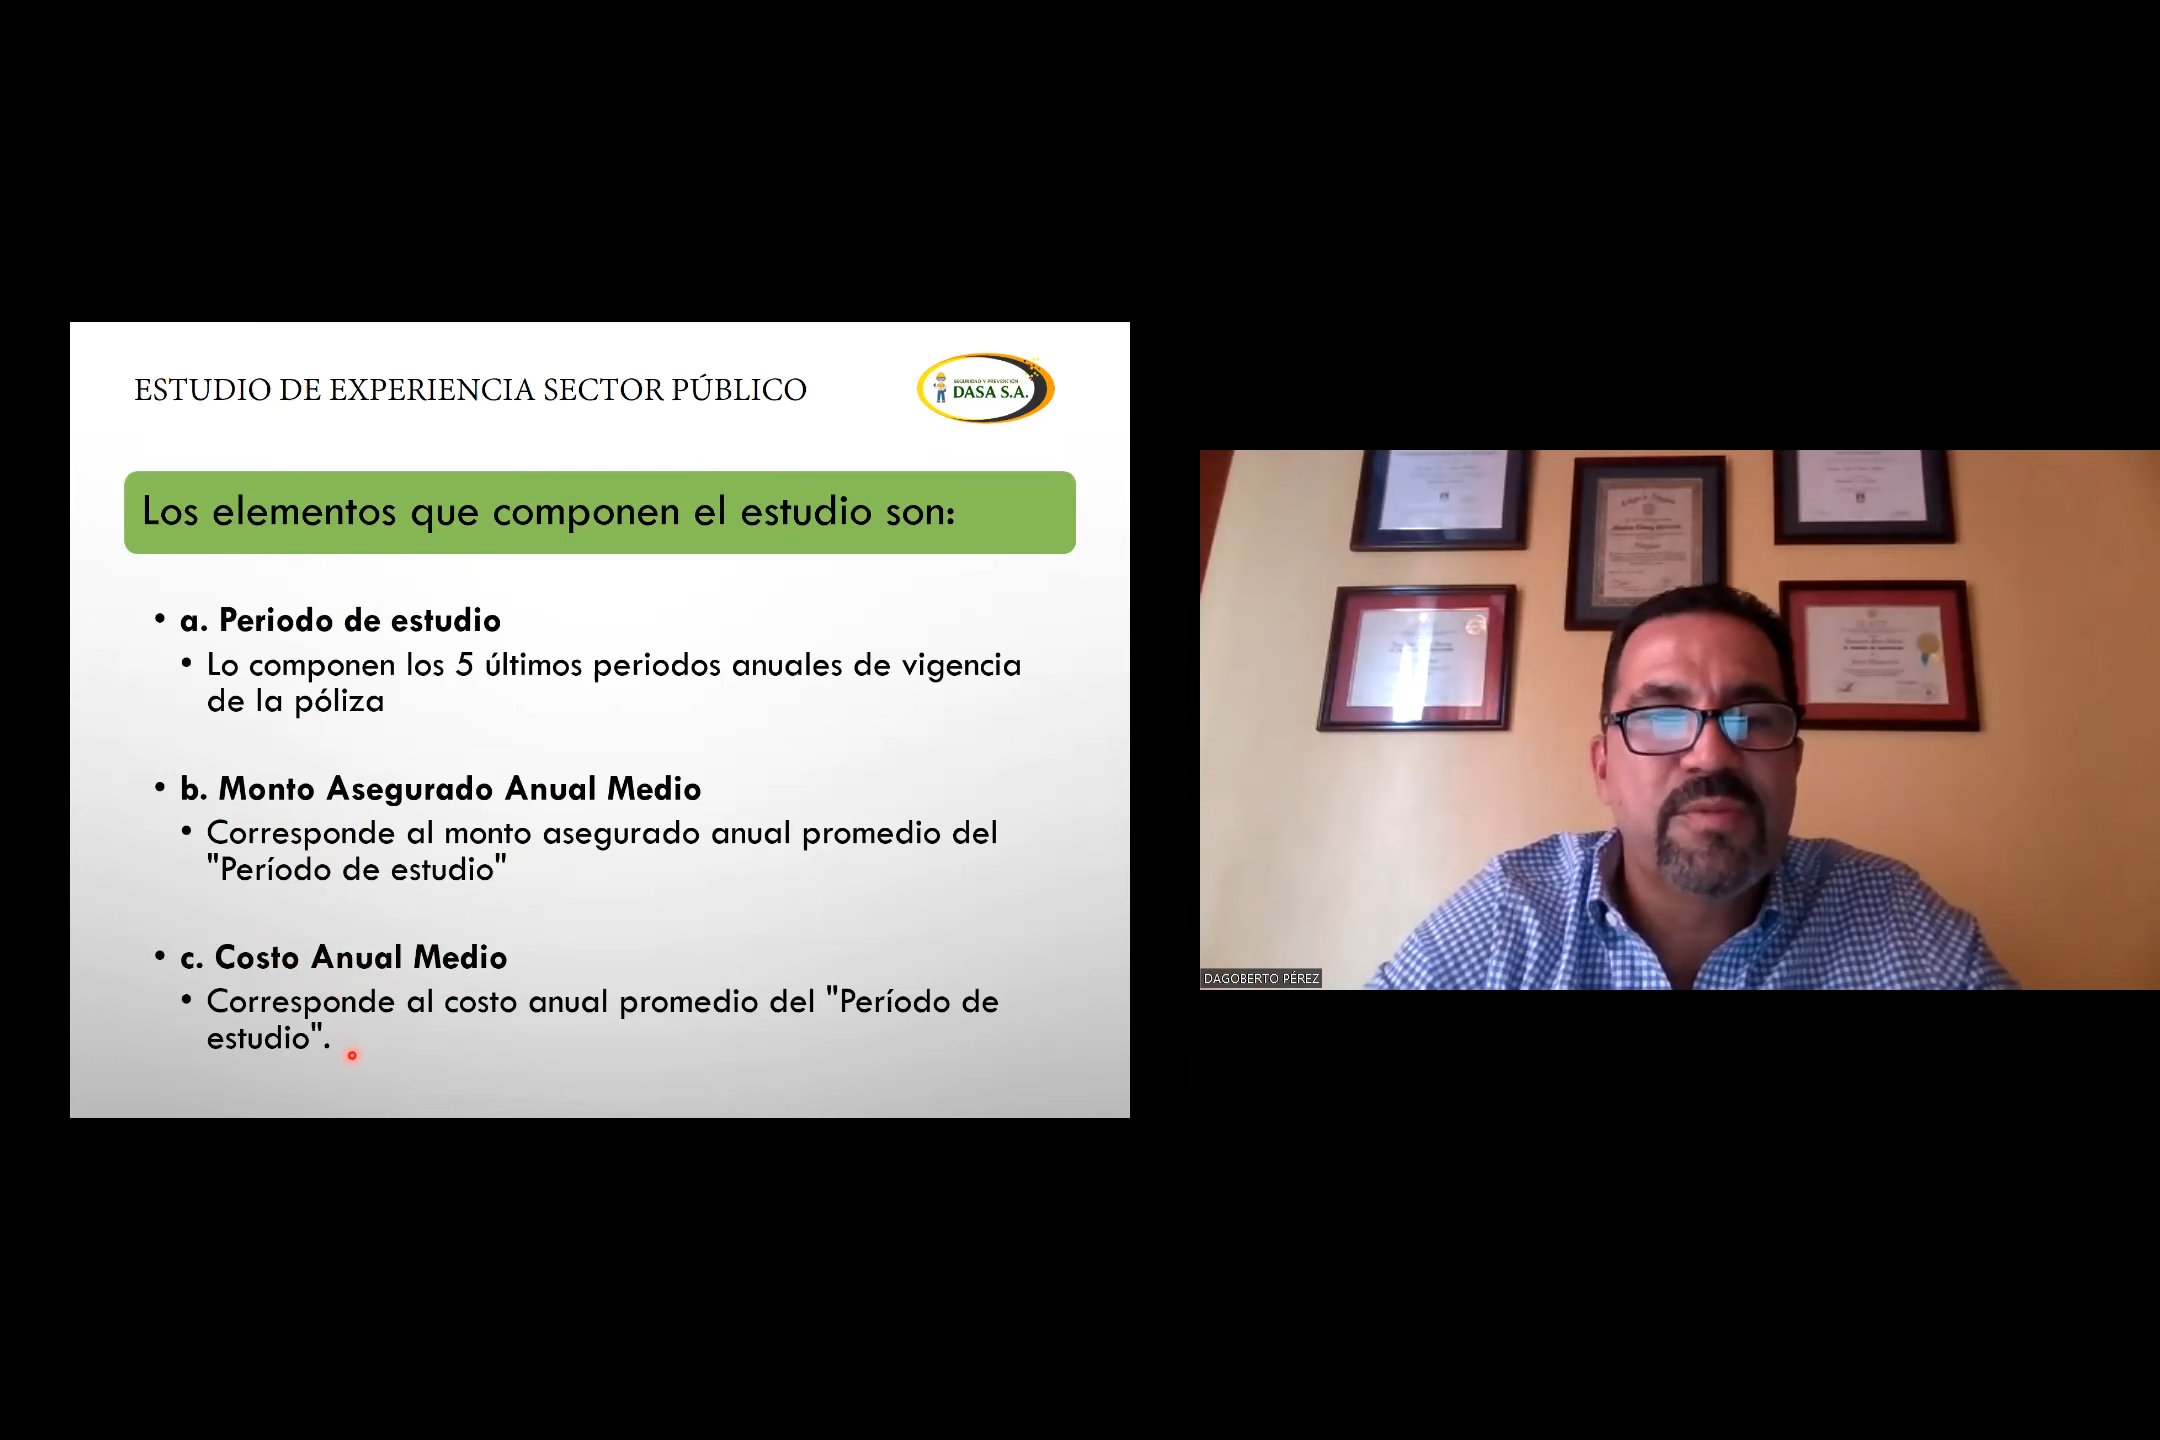 ESTUDIO DE EXPERIENCIA SECTOR PÚBLICO
SEGURIDAD Y PREVENCION
DASA S.A.
Los elementos que componen el estudio son:
• a. Periodo de estudio
• Lo componen los 5 últimos periodos anuales de vigencia
de la póliza
• b. Monto Asegurado Anual Medio
• Corresponde al monto asegurado anual promedio del
"Período de estudio"
• c. Costo Anual Medio
• Corresponde al costo anual promedio del "Período de
estudio".
DAGOBERTO PÉREZ